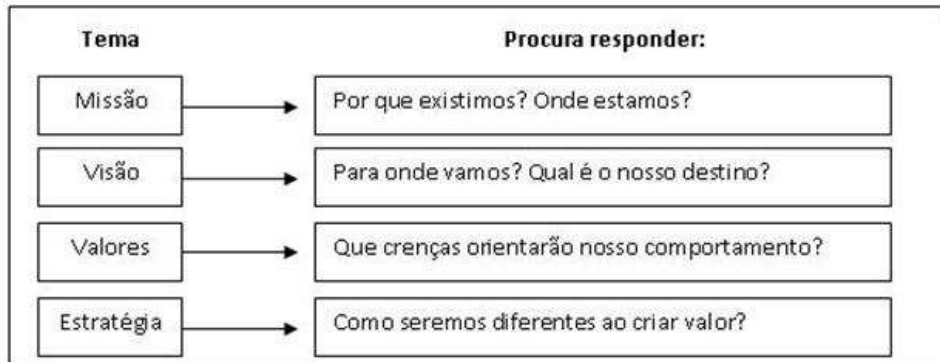 Tema Procura responder:
Missão Por que existimos? Onde estamos?
Visão Para onde vamos? Qual é o nosso destino?
Valores Que crenças orientarão nosso comportamento?
Estratégia Como seremos diferentes ao criar valor?